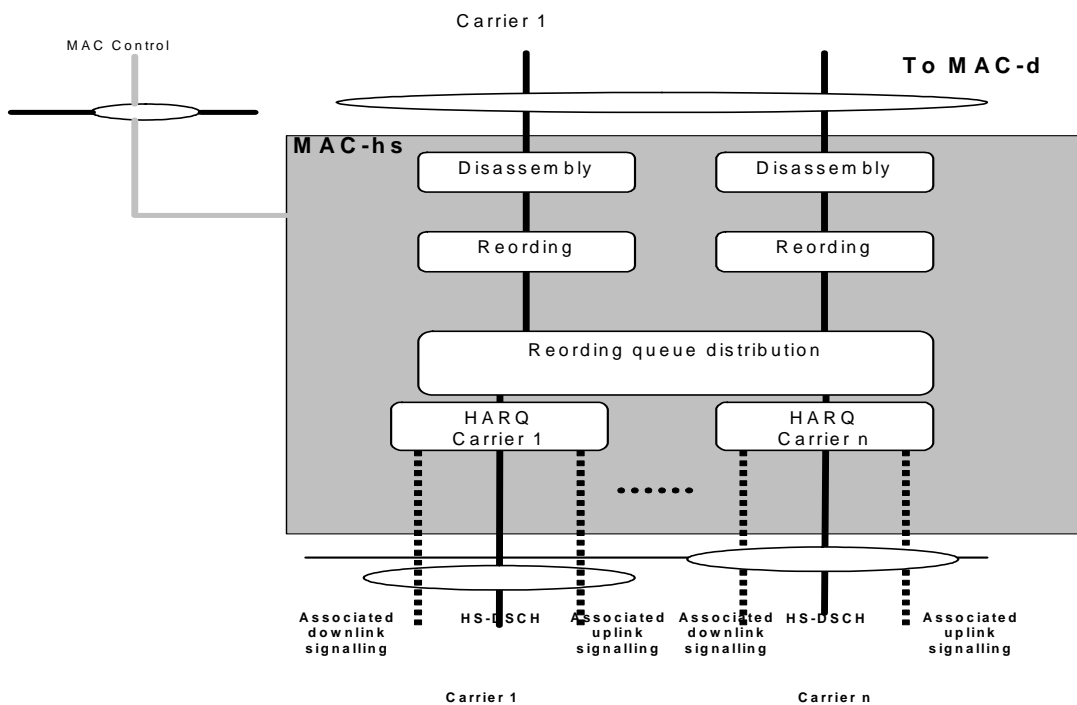 Carrier 1
MAC Control
To MAC-d
MAC-hs
Disassembly
Disassembly
Reording
Reording
Reording queue distribution
HARQ
Carrier 1
HARQ
Carrier n
Associated
downlink
signalling
HS-DSCH
Associated
uplink
signalling
Associated
downlink
signalling
HS-DSCH
Associated
uplink
signalling
Carrier 1
Carrier n